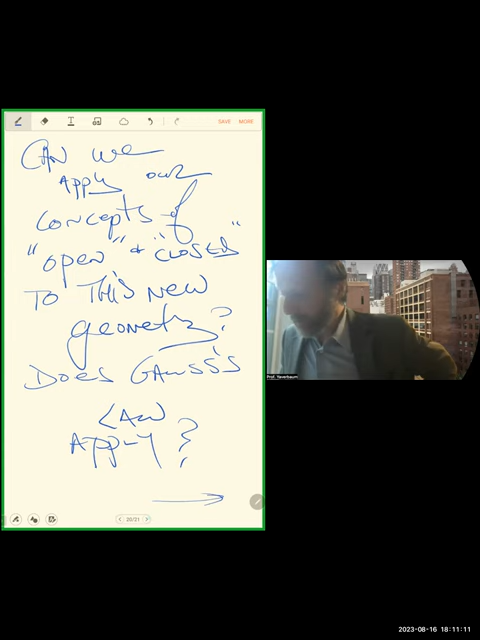 SAVE MORE
CAN we
Apply our
concepts of
"open" & "CLOSED"
TO THIS NEW
geometry?
DOES GAUSS'S
LAW
APPLY?
20/21
Prof. Yaverbaum
2023-08-16 18:11:11